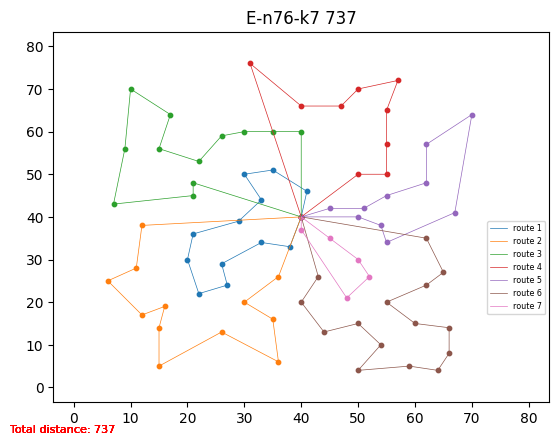 E-n76-k7 737
80
70
60
50
40
30
20
10
0
route 1
route 2
route 3
route 4
route 5
route 6
route 7
0 10 20 30 40 50 60 70 80
Total distance: 737